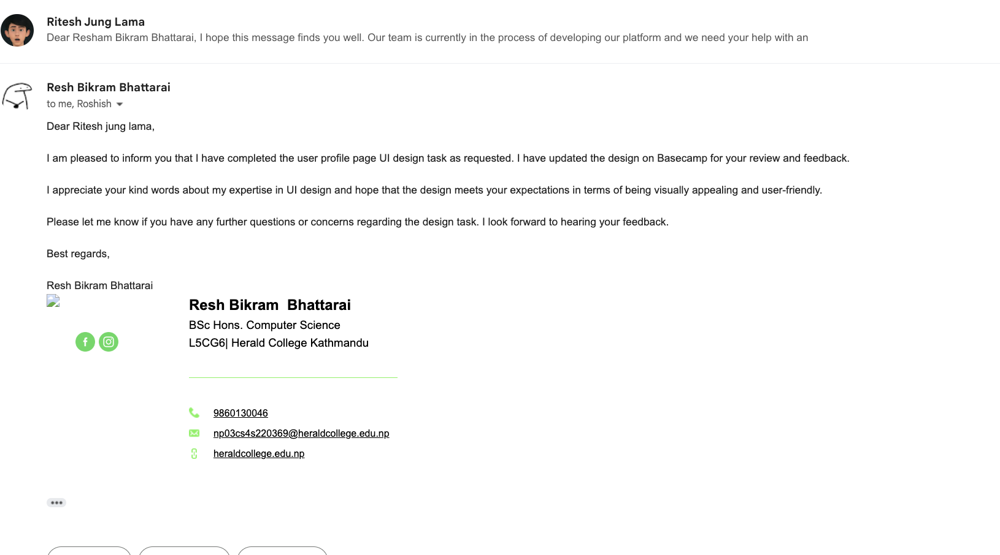 Ritesh Jung Lama
Dear Resham Bikram Bhattarai, I hope this message finds you well. Our team is currently in the process of developing our platform and we need your help with an
Resh Bikram Bhattarai
to me, Roshish
Dear Ritesh jung lama,
I am pleased to inform you that I have completed the user profile page UI design task as requested. I have updated the design on Basecamp for your review and feedback.
I appreciate your kind words about my expertise in UI design and hope that the design meets your expectations in terms of being visually appealing and user-friendly.
Please let me know if you have any further questions or concerns regarding the design task. I look forward to hearing your feedback.
Best regards,
Resh Bikram Bhattarai
Resh Bikram  Bhattarai
BSc Hons. Computer Science
L5CG6| Herald College Kathmandu
9860130046
np03cs4s220369@heraldcollege.edu.np
heraldcollege.edu.np